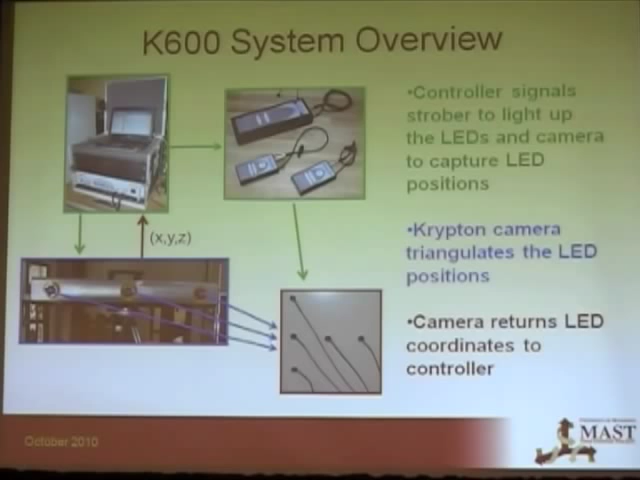 K600 System Overview
•Controller signals
strober to light up
the LEDs and camera
to capture LED
positions
(x,y,z)
•Krypton camera
triangulates the LED
positions
•Camera returns LED
coordinates to
controller
October 2010
MAST